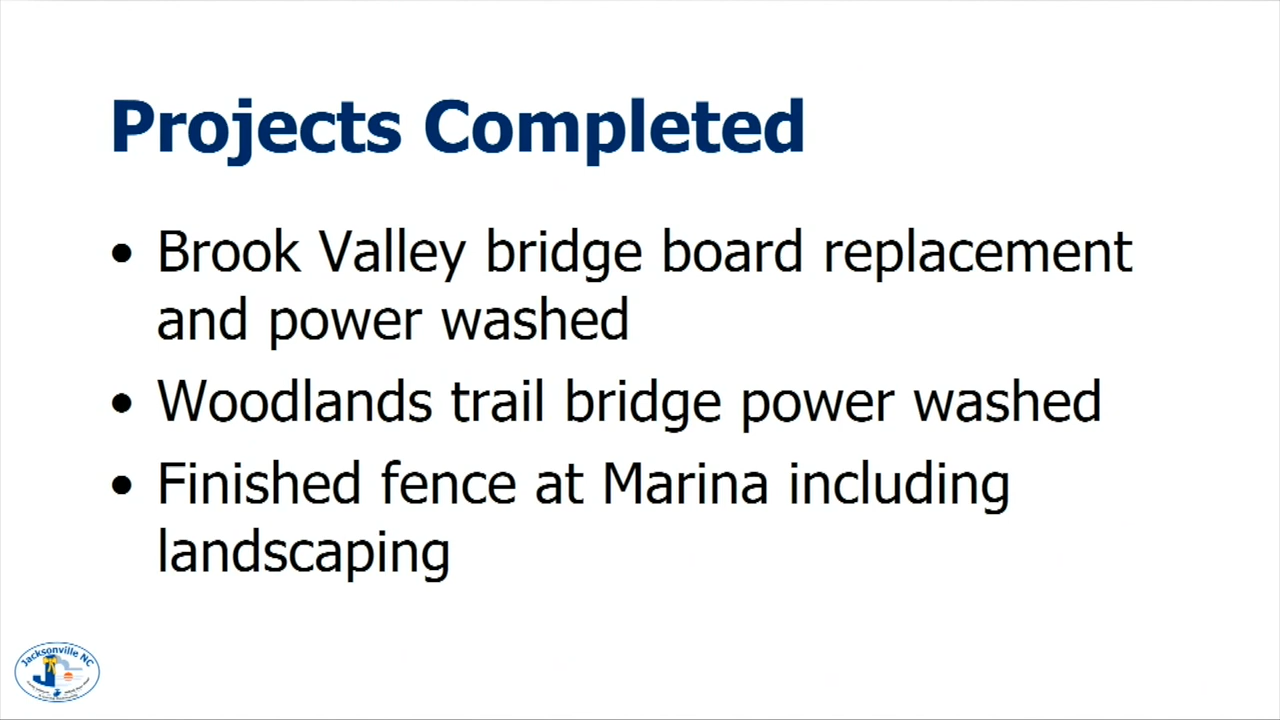 Projects Completed
• Brook Valley bridge board replacement
and power washed
• Woodlands trail bridge power washed
• Finished fence at Marina including
landscaping
Jacksonville NC